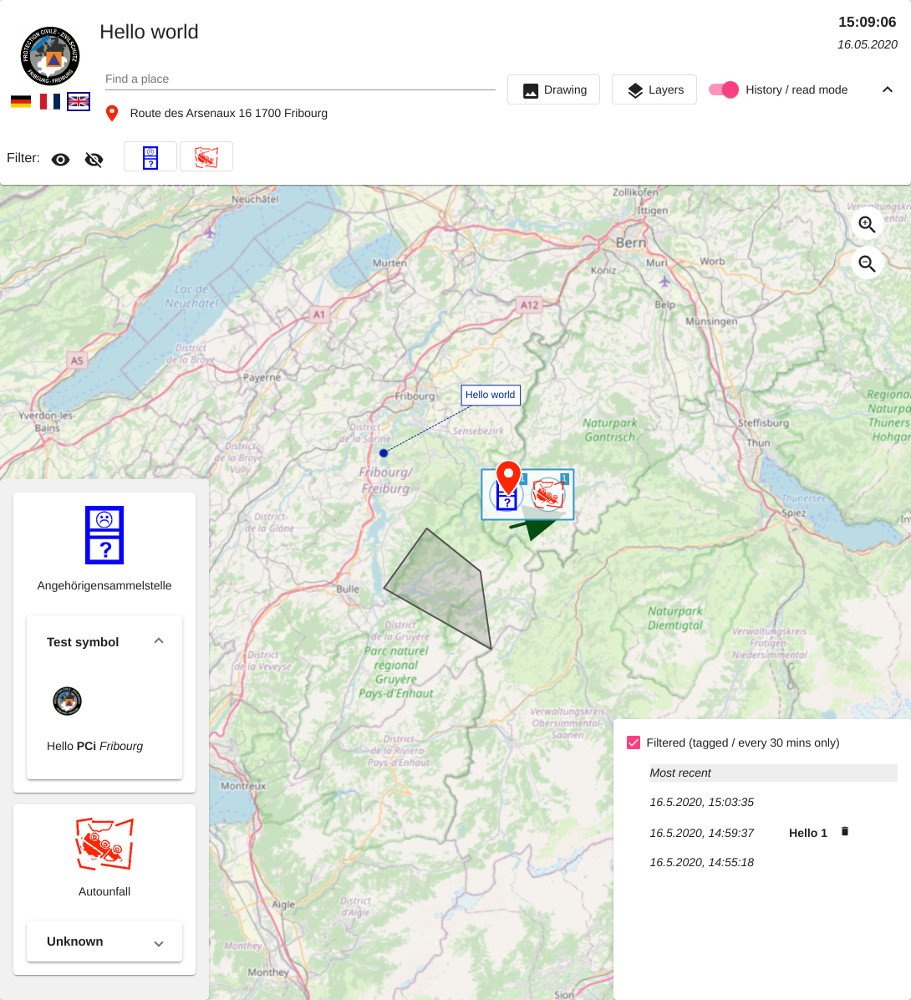 Hello world
15:09:06
16.05.2020
PROTECTION CIVILE - ZIVILSCHUTZ
FRIBOURG - FREIBURG
Find a place
Drawing
Layers
History / read mode
Route des Arsenaux 16 1700 Fribourg
Filter:
?
Neuchâtel
Zollikofen
Ittigen
Bern
Murten
Köniz
Muri
Worb
Belp
Münsingen
Lac de
Neuchâtel
A12
A1
District
de la Broye
A5
Payerne
Yverdon-les-
Bains
Fribourg
Hello world
District
de la Sarine
Sensebezirk
Naturpark
Gantrisch
Steffisburg
Thun
District
de la Broye-
Vully
Fribourg/
Freiburg
District
de la Glâne
Thunersee
Spiez
?
1
Bulle
District
de la Gruyère
Parc naturel
régional
Gruyère
Pays-d'Enhaut
District
de la Veveyse
Naturpark
Diemtigtal
Verwaltungskreis
Frutigen-
Niedersimmental
Verwaltungskreis
Obersimmental-
Saanen
District
de la Riviera
Pays-d'Enhaut
Montreux
Aigle
District
d'Aigle
Monthey
Monthey
Sion
?
Angehörigensammelstelle
Test symbol
Hello PCi Fribourg
Autounfall
Unknown
Filtered (tagged / every 30 mins only)
Most recent
16.5.2020, 15:03:35
16.5.2020, 14:59:37 Hello 1
16.5.2020, 14:55:18